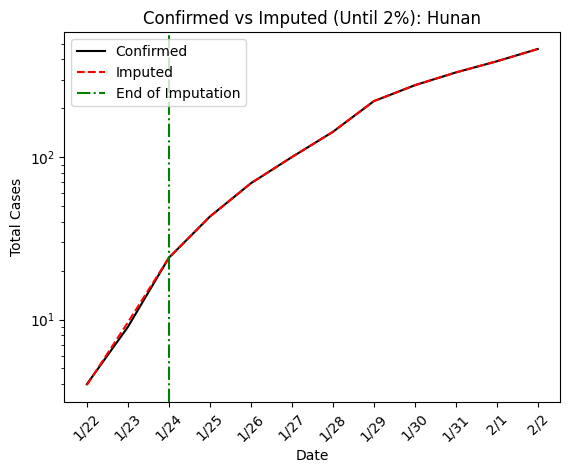 Confirmed vs Imputed (Until 2%): Hunan
Confirmed
Imputed
End of Imputation
Total Cases
10²
10¹
1/22 1/23 1/24 1/25 1/26 1/27 1/28 1/29 1/30 1/31 2/1 2/2
Date